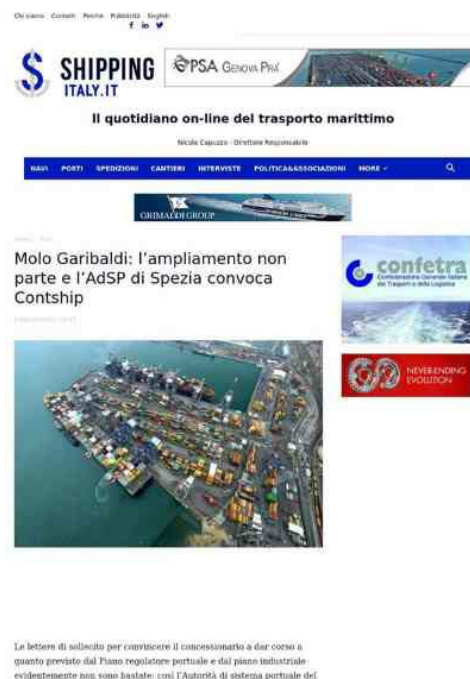 Chi siamo Contatti Perché Pubblicità English
SHIPPING
ITALY.IT
PSA GENOVA PRA'
Il quotidiano on-line del trasporto marittimo
Nicola Capuzzo - Direttore Responsabile
NAVI PORTI SPEDIZIONI CANTIERI INTERVISTE POLITICA&ASSOCIAZIONI MORE
GRIMALDI GROUP
Molo Garibaldi: l’ampliamento non
parte e l’AdSP di Spezia convoca
Contship
confetra
Confederazione Generale Italiana
dei Trasporti e della Logistica
NEVER ENDING
EVOLUTION
Le lettere di sollecito per convincere il concessionario a dar corso a
quanto previsto dal Piano regolatore portuale e dal piano industriale
evidentemente non sono bastate: così l’Autorità di sistema portuale del